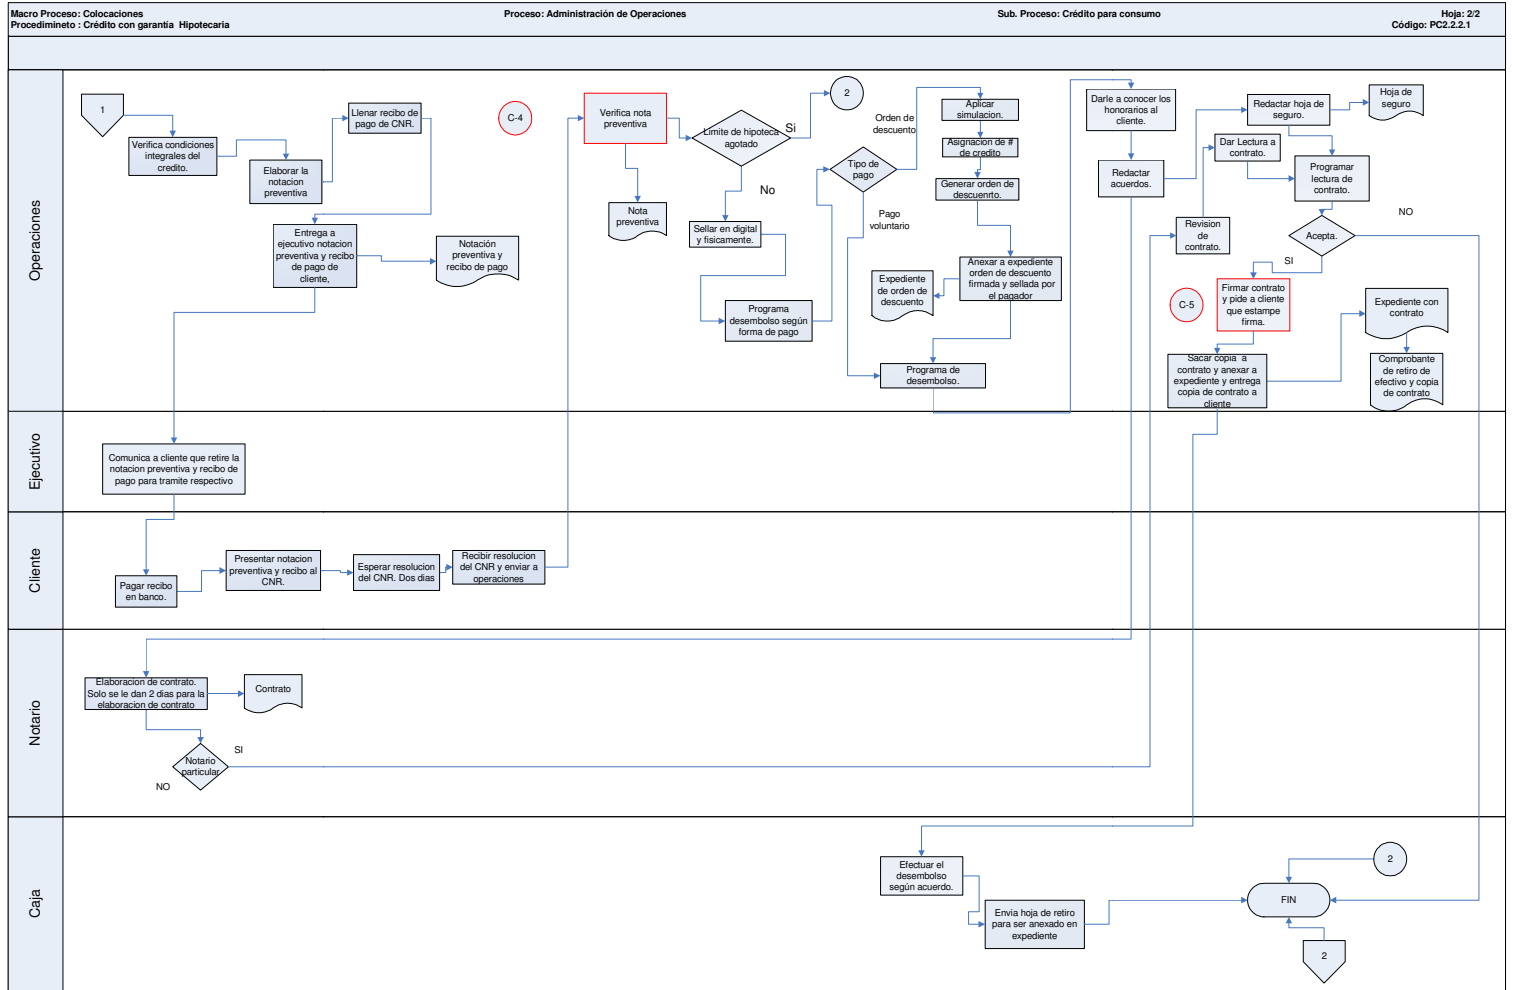 Macro Proceso: Colocaciones
Procedimineto : Crédito con garantía  Hipotecaria
Proceso: Administración de Operaciones
Sub. Proceso: Crédito para consumo
Hoja: 2/2
Código: PC2.2.2.1
Operaciones
1
Verifica condiciones
integrales del
credito.
Elaborar la
notacion
preventiva
Llenar recibo de
pago de CNR.
Entrega a
ejecutivo notacion
preventiva y recibo
de pago de
cliente,
Notación
preventiva y
recibo de pago
C-4
Verifica nota
preventiva
Nota
preventiva
Limite de hipoteca
agotado
Si
No
2
Sellar en digital
y fisicamente.
Programa
desembolso según
forma de pago
Tipo de
pago
Orden de
descuento
Pago
voluntario
Aplicar
simulacion.
Asignacion de #
de credito
Generar orden de
descuenrto.
Anexar a expediente
orden de descuento
firmada y sellada por
el pagador
Expediente
de orden de
descuento
Programa de
desembolso.
Darle a conocer los
honorarios al
cliente.
Redactar
acuerdos.
Redactar hoja de
seguro.
Hoja de
seguro
Dar Lectura a
contrato.
Programar
lectura de
contrato.
Revision
de
contrato.
Acepta.
NO
SI
C-5
Firmar contrato
y pide a cliente
que estampe
firma.
Sacar copia  a
contrato y anexar a
expediente y entrega
copia de contrato a
cliente
Expediente con
contrato
Comprobante
de retiro de
efectivo y copia
de contrato
Ejecutivo
Comunica a cliente que retire la
notacion preventiva y recibo de
pago para tramite respectivo
Cliente
Pagar recibo
en banco.
Presentar notacion
preventiva y recibo al
CNR.
Esperar resolucion
del CNR. Dos dias
Recibir resolucion
del CNR y enviar a
operaciones
Notario
Elaboracion de contrato.
Solo se le dan 2 dias para la
elaboracion de contrato
Contrato
Notario
particular
SI
NO
Caja
Efectuar el
desembolso
según acuerdo.
Envia hoja de retiro
para ser anexado en
expediente
FIN
2
2